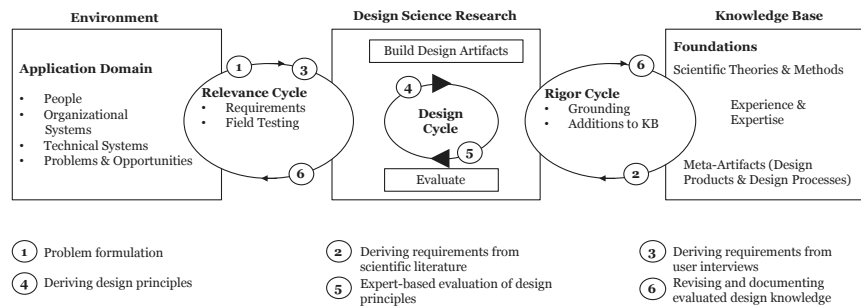 Environment
Design Science Research
Knowledge Base
Application Domain
• People
• Organizational
Systems
• Technical Systems
• Problems & Opportunities
1
3
Relevance Cycle
• Requirements
• Field Testing
6
Build Design Artifacts
4
Design
Cycle
5
Evaluate
6
Rigor Cycle
• Grounding
• Additions to KB
2
Foundations
Scientific Theories & Methods
Experience &
Expertise
Meta-Artifacts (Design
Products & Design Processes)
1 Problem formulation
2 Deriving requirements from
scientific literature
3 Deriving requirements from
user interviews
4 Deriving design principles
5 Expert-based evaluation of design
principles
6 Revising and documenting
evaluated design knowledge